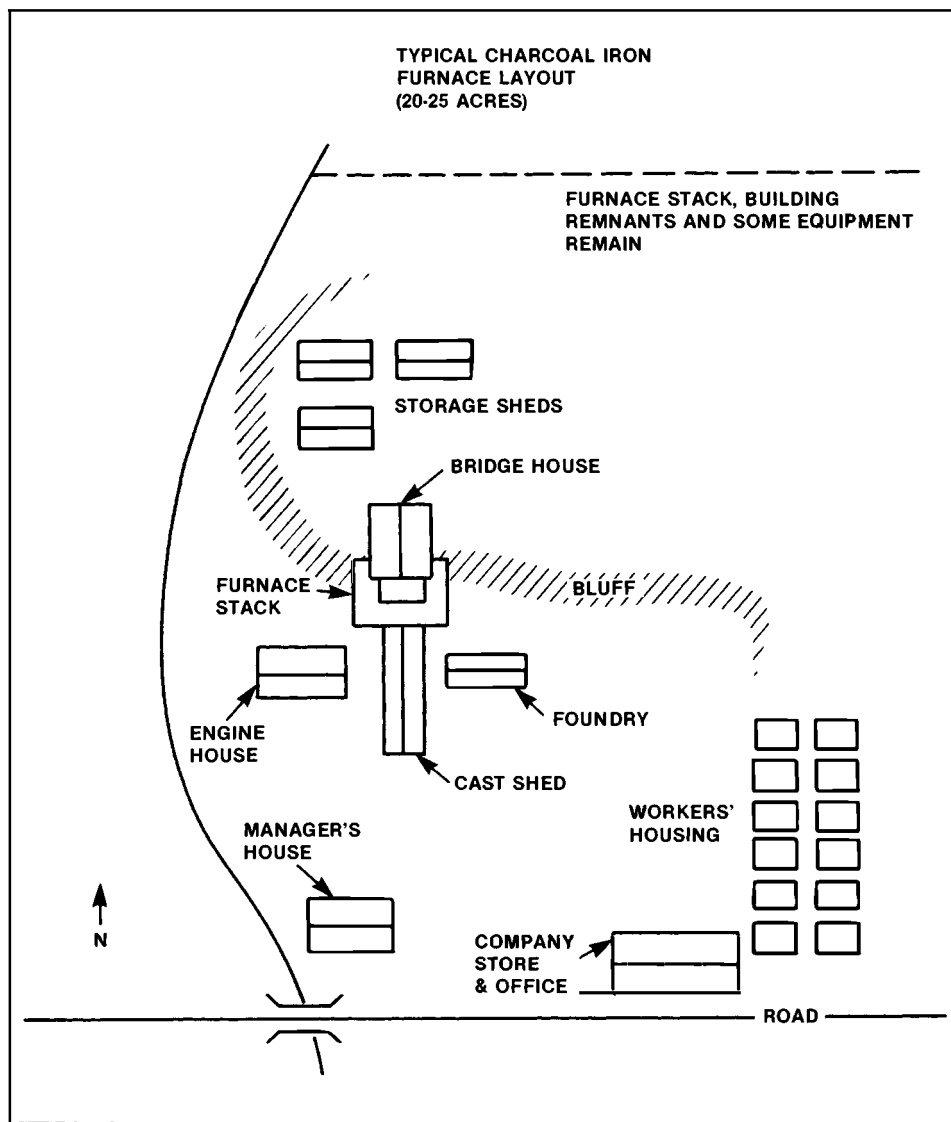 TYPICAL CHARCOAL IRON
FURNACE LAYOUT
(20-25 ACRES)
FURNACE STACK, BUILDING
REMNANTS AND SOME EQUIPMENT
REMAIN
STORAGE SHEDS
BRIDGE HOUSE
FURNACE
STACK
BLUFF
ENGINE
HOUSE
FOUNDRY
CAST SHED
MANAGER'S
HOUSE
WORKERS'
HOUSING
N
COMPANY
STORE
& OFFICE
ROAD